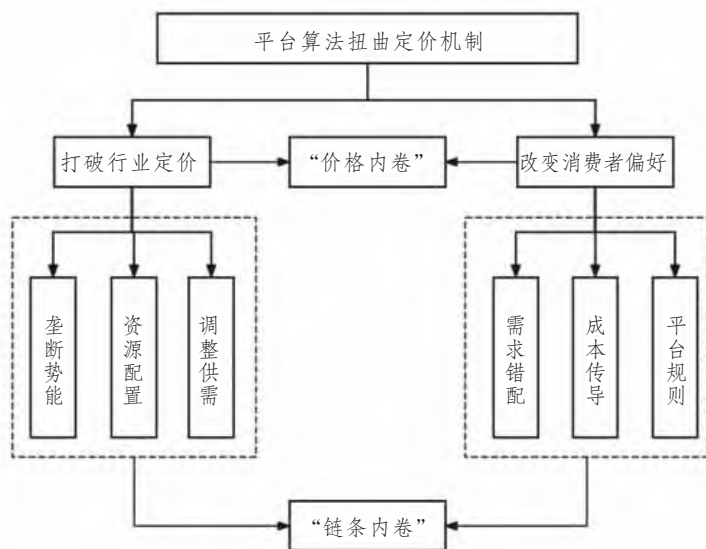 平台算法扭曲定价机制
打破行业定价
“价格内卷”
改变消费者偏好
垄断势能
资源配置
调整供需
需求错配
成本传导
平台规则
“链条内卷”